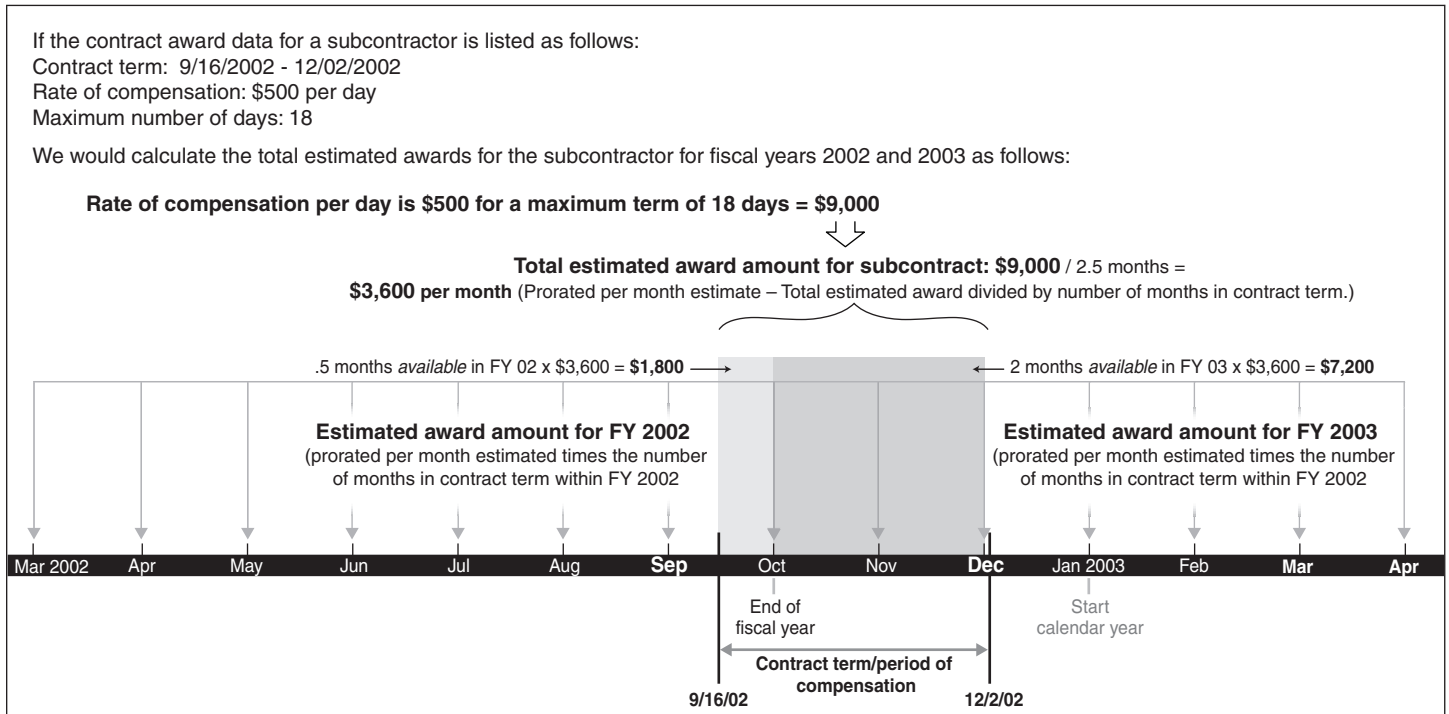 If the contract award data for a subcontractor is listed as follows:
Contract term:  9/16/2002 - 12/02/2002
Rate of compensation: $500 per day
Maximum number of days: 18
We would calculate the total estimated awards for the subcontractor for fiscal years 2002 and 2003 as follows:
Rate of compensation per day is $500 for a maximum term of 18 days = $9,000
Total estimated award amount for subcontract: $9,000 / 2.5 months =
$3,600 per month (Prorated per month estimate – Total estimated award divided by number of months in contract term.)
.5 months available in FY 02 x $3,600 = $1,800
2 months available in FY 03 x $3,600 = $7,200
Estimated award amount for FY 2002
(prorated per month estimated times the number
of months in contract term within FY 2002
Estimated award amount for FY 2003
(prorated per month estimated times the number
of months in contract term within FY 2002
Mar 2002 Apr May Jun Jul Aug Sep Oct Nov Dec Jan 2003 Feb Mar Apr
End of
fiscal year
Start
calendar year
Contract term/period of
compensation
9/16/02
12/2/02